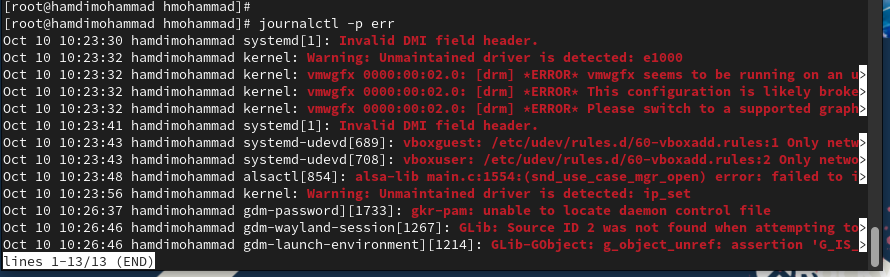 [root@hamdimohammad hmohammad]#
[root@hamdimohammad hmohammad]# journalctl -p err
Oct 10 10:23:30 hamdimohammad systemd[1]: Invalid DMI field header.
Oct 10 10:23:32 hamdimohammad kernel: Warning: Unmaintained driver is detected: e1000
Oct 10 10:23:32 hamdimohammad kernel: vmwgfx 0000:00:02.0: [drm] *ERROR* vmwgfx seems to be running on an u>
Oct 10 10:23:32 hamdimohammad kernel: vmwgfx 0000:00:02.0: [drm] *ERROR* This configuration is likely broke>
Oct 10 10:23:32 hamdimohammad kernel: vmwgfx 0000:00:02.0: [drm] *ERROR* Please switch to a supported graph>
Oct 10 10:23:41 hamdimohammad systemd[1]: Invalid DMI field header.
Oct 10 10:23:43 hamdimohammad systemd-udevd[689]: vboxguest: /etc/udev/rules.d/60-vboxadd.rules:1 Only netw>
Oct 10 10:23:43 hamdimohammad systemd-udevd[708]: vboxuser: /etc/udev/rules.d/60-vboxadd.rules:2 Only netwo>
Oct 10 10:23:48 hamdimohammad alsactl[854]: alsa-lib main.c:1554:(snd_use_case_mgr_open) error: failed to i>
Oct 10 10:23:56 hamdimohammad kernel: Warning: Unmaintained driver is detected: ip_set
Oct 10 10:26:37 hamdimohammad gdm-password][1733]: gkr-pam: unable to locate daemon control file
Oct 10 10:26:46 hamdimohammad gdm-wayland-session[1267]: GLib: Source ID 2 was not found when attempting to>
Oct 10 10:26:46 hamdimohammad gdm-launch-environment][1214]: GLib-GObject: g_object_unref: assertion 'G_IS_>
lines 1-13/13 (END)